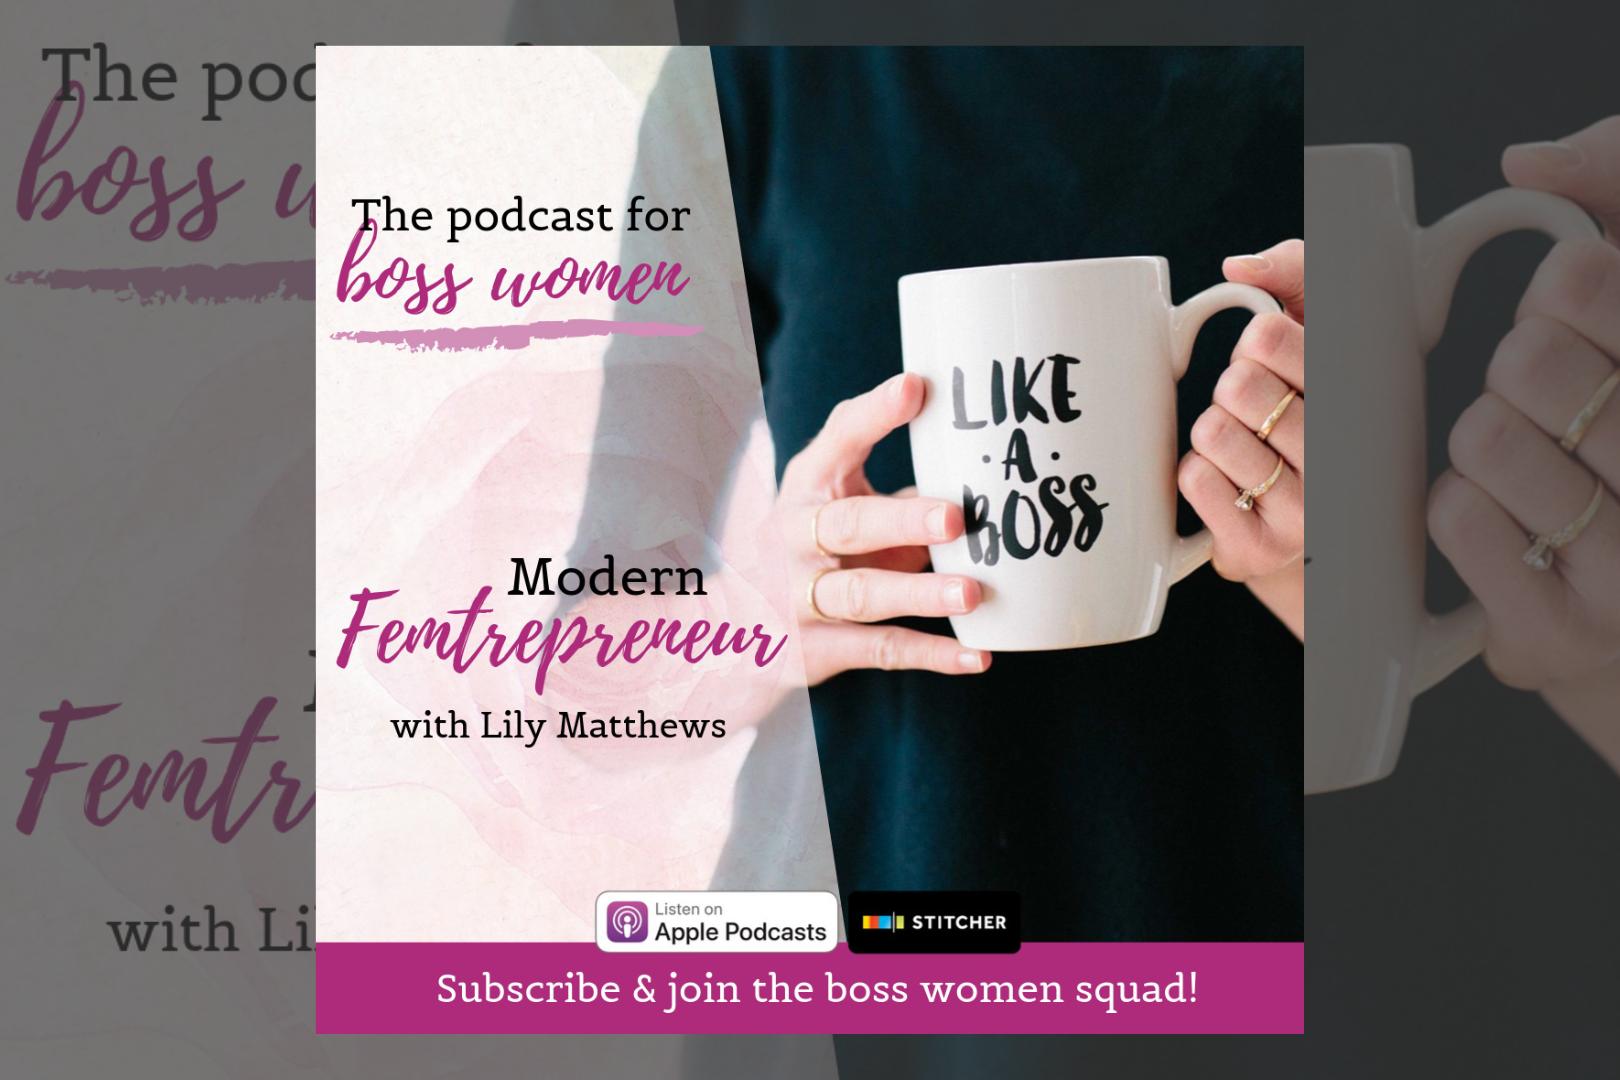 The podcast for
boss women
LIKE
· A ·
BOSS
Modern
Femtrepreneur
with Lily Matthews
Listen on
Apple Podcasts
STITCHER
Subscribe & join the boss women squad!